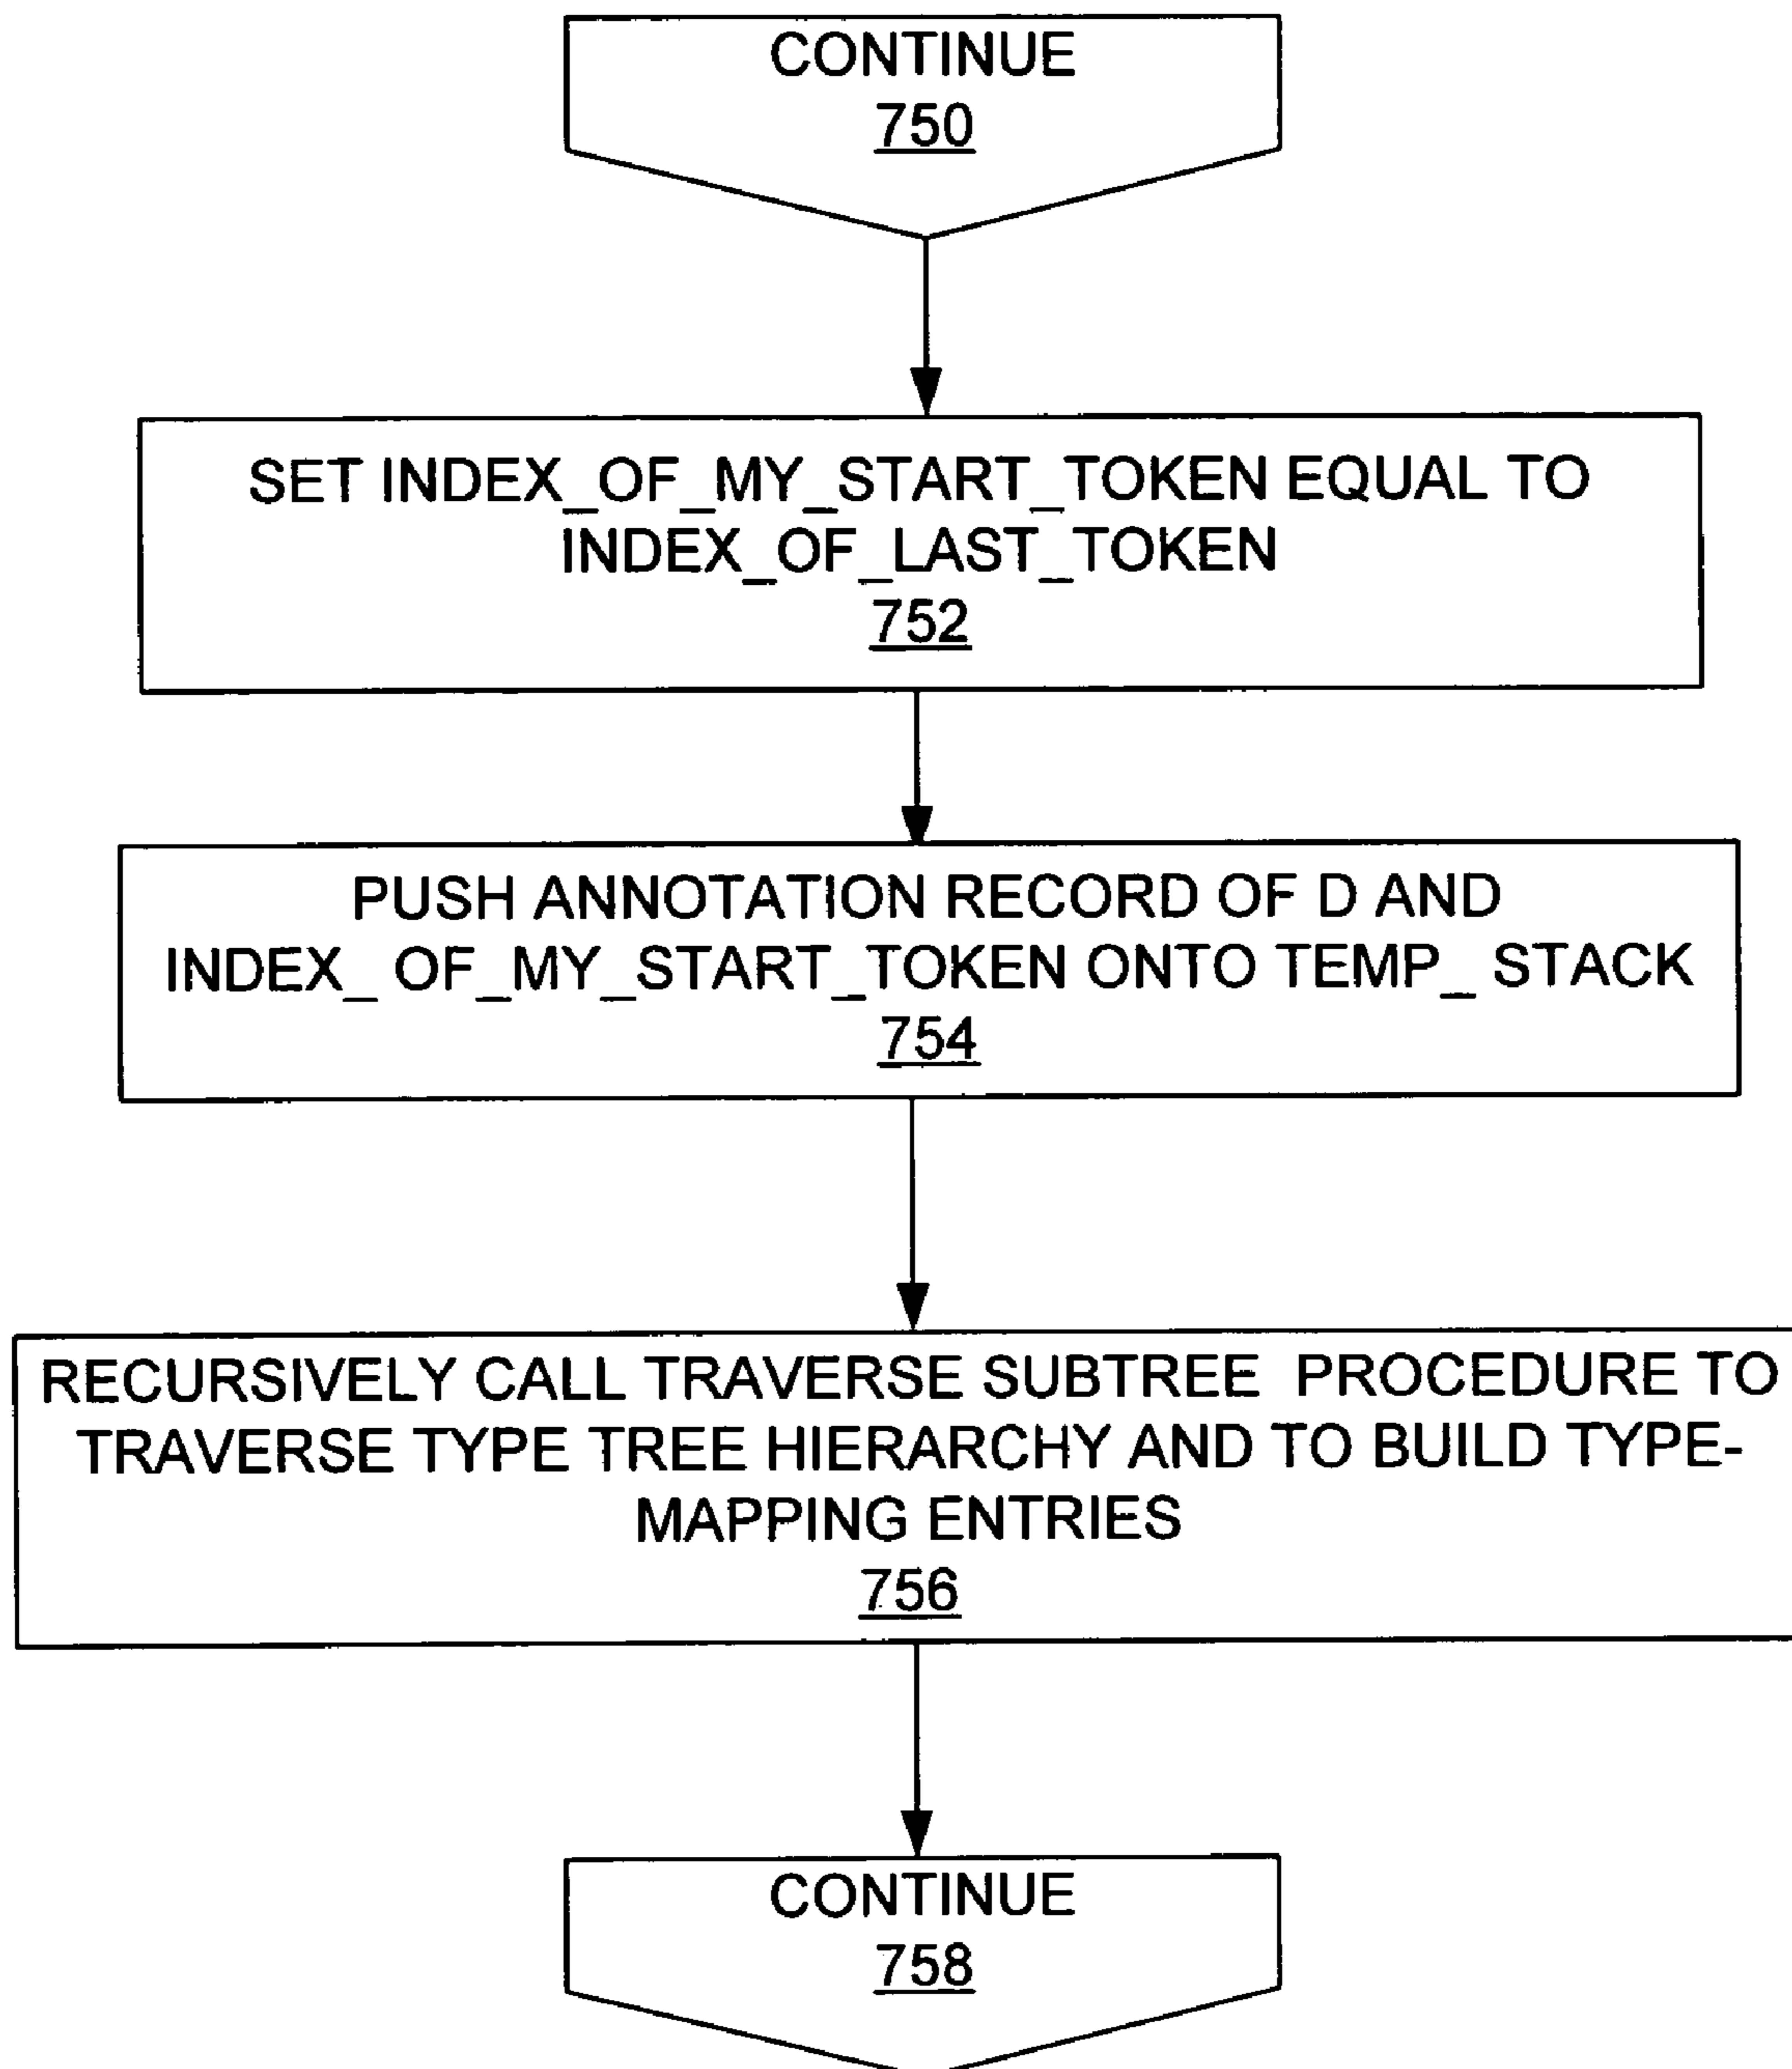 CONTINUE
750
SET INDEX_OF_MY_START_TOKEN EQUAL TO
INDEX_OF_LAST_TOKEN
752
PUSH ANNOTATION RECORD OF D AND
INDEX_ OF_MY_START_TOKEN ONTO TEMP_ STACK
754
RECURSIVELY CALL TRAVERSE SUBTREE PROCEDURE TO
TRAVERSE TYPE TREE HIERARCHY AND TO BUILD TYPE-
MAPPING ENTRIES
756
CONTINUE
758